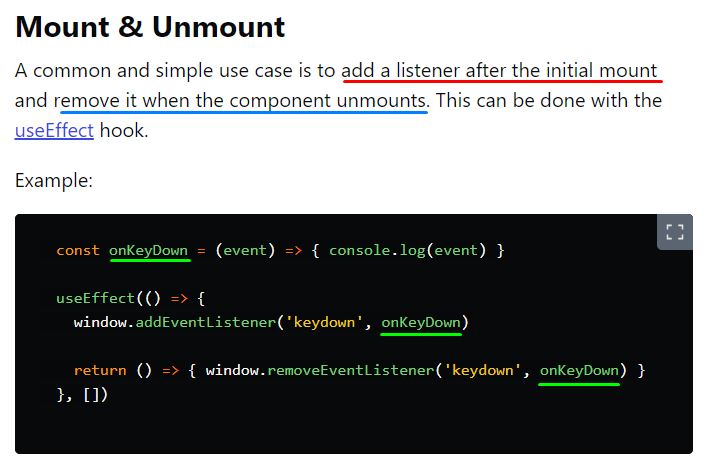 Mount & Unmount
A common and simple use case is to add a listener after the initial mount
and remove it when the component unmounts. This can be done with the
useEffect hook.
Example:
const onKeyDown = (event) => { console.log(event) }
useEffect(() => {
window.addEventListener('keydown', onKeyDown)
return () => { window.removeEventListener('keydown', onKeyDown) }
}, [])